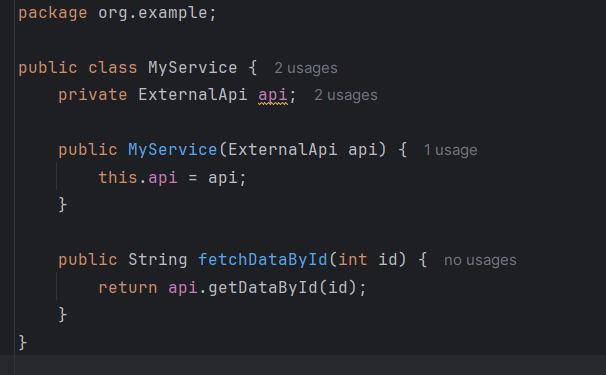 package org.example;
public class MyService {  2 usages
    private ExternalApi api;  2 usages
    public MyService(ExternalApi api) {  1 usage
        this.api = api;
    }
    public String fetchDataById(int id) {  no usages
        return api.getDataById(id);
    }
}